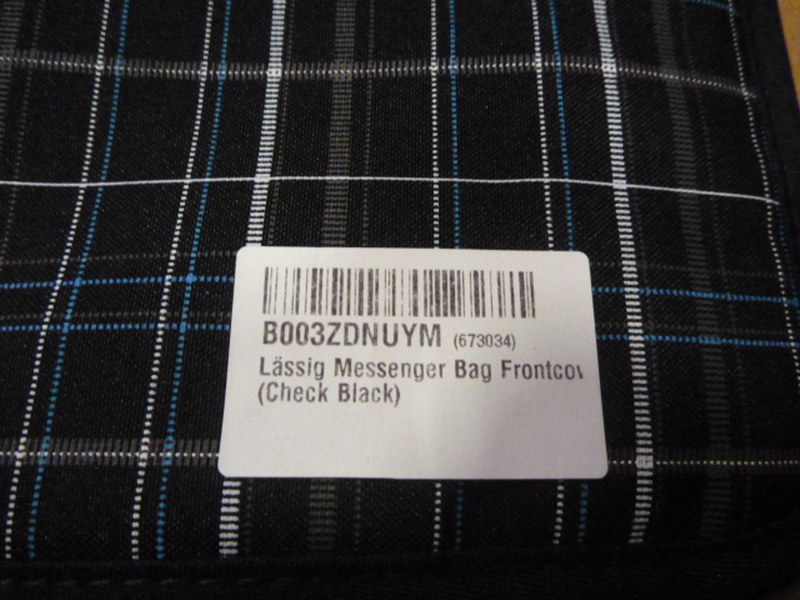 B003ZDNUYM (673034)
Lässig Messenger Bag Frontcov
(Check Black)